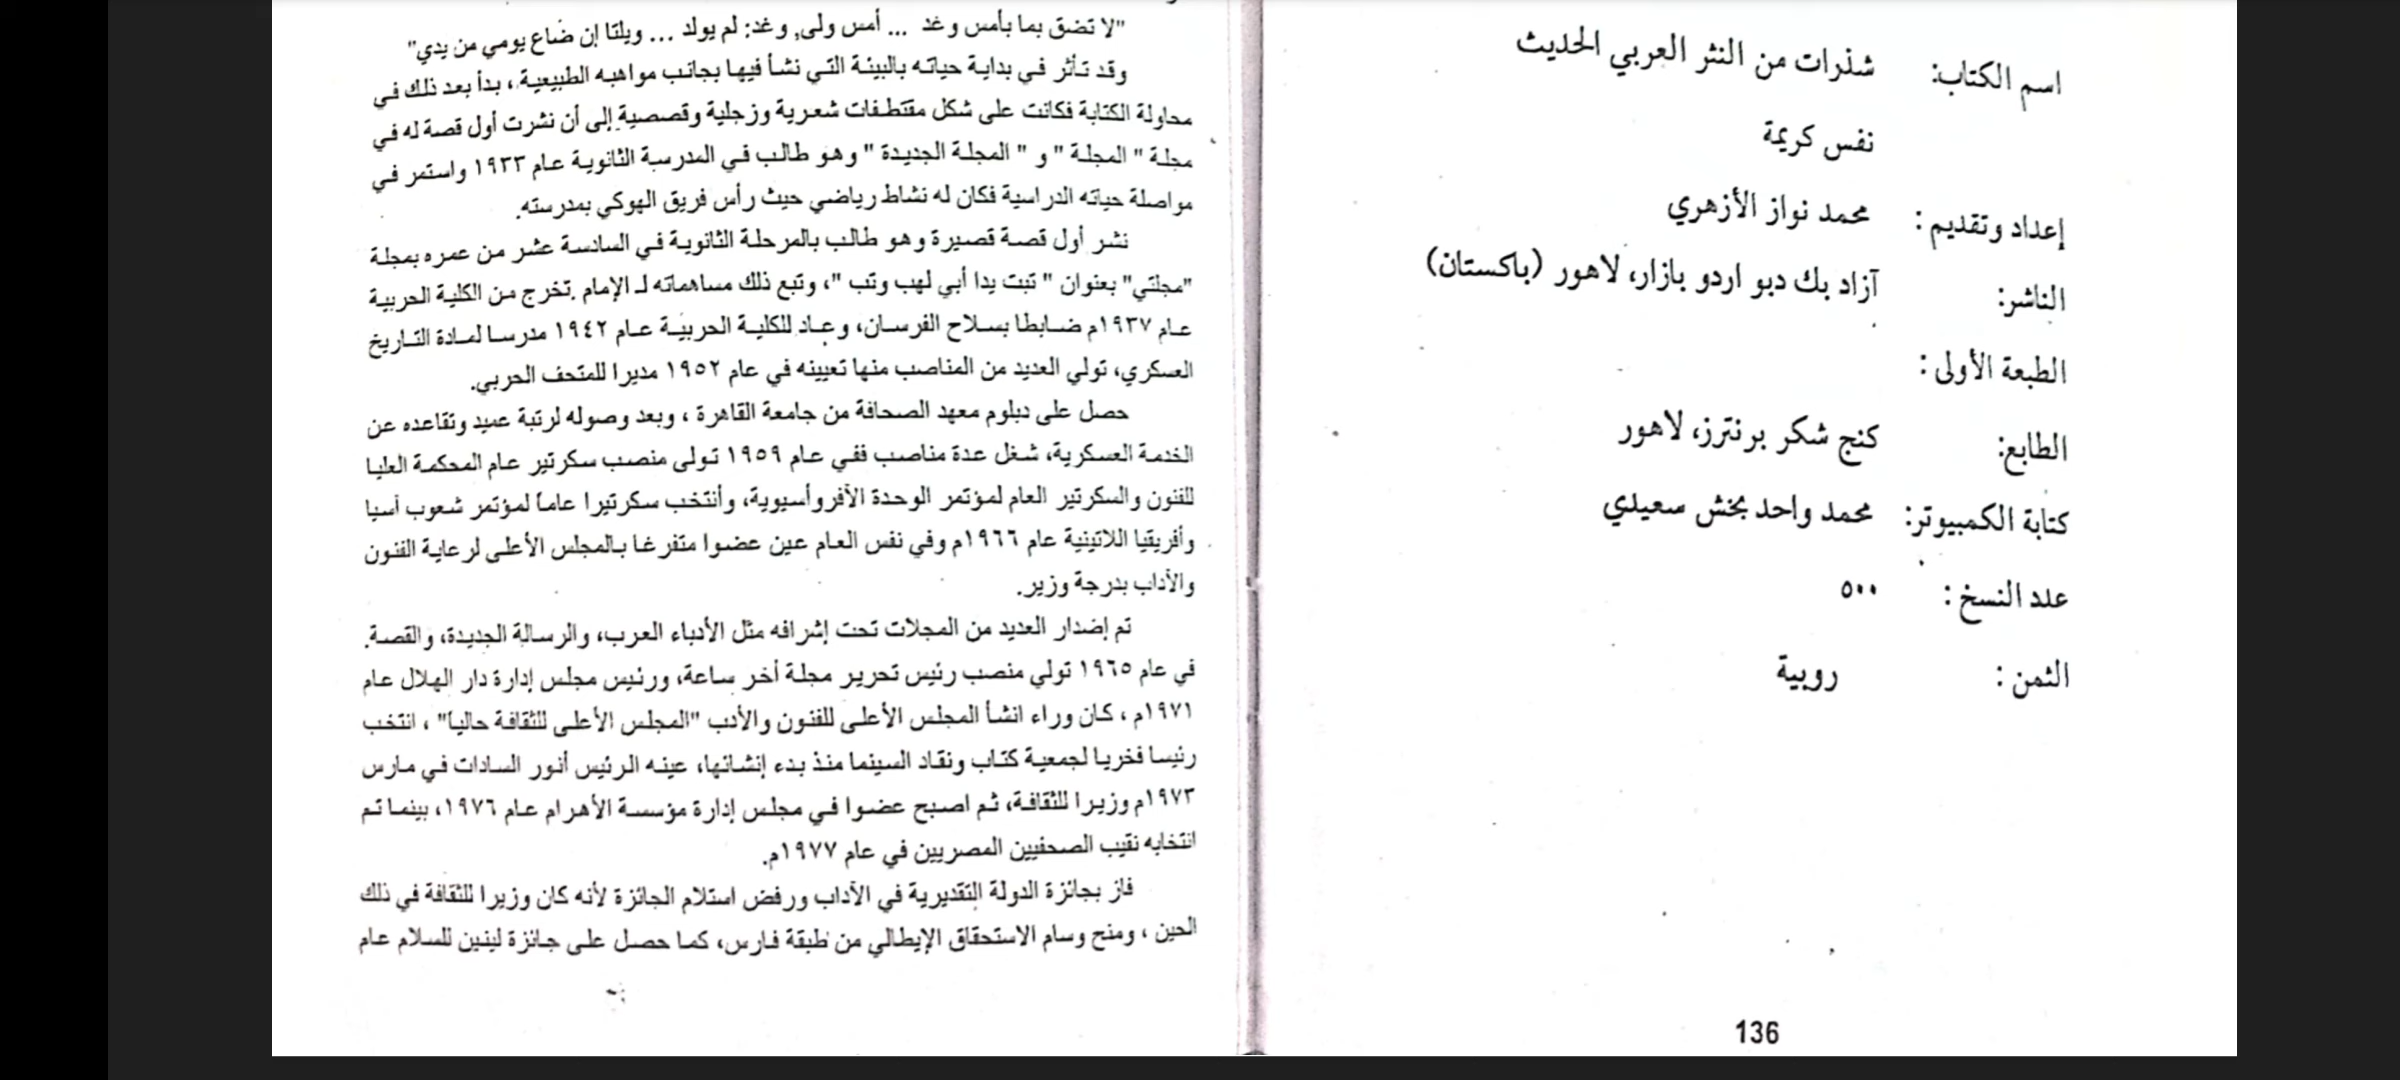 اسم الكتاب: شذرات من النثر العربي الحديث
نفس كريمة
إعداد وتقديم: محمد نواز الأزهري
الناشر: آزاد بك دبو اردو بازار، لاهور (باكستان)
الطبعة الأولى:
الطابع: كنج شكر برنترز، لاهور
كتابة الكمبيوتر: محمد واحد بخش سعيدي
عدد النسخ: ٥٠٠
الثمن: روبية
136
"لا تضق بما بأمس وغد ... أمس ولى, وغد: لم يولد ... ويلتا إن ضاع يومي من يدي"
وقد تأثر في بداية حياته بالبيئة التي نشأ فيها بجانب مواهبه الطبيعية، بدأ بعد ذلك في
محاولة الكتابة فكانت على شكل مقتطفات شعرية وزجلية وقصصية إلى أن نشرت أول قصة له في
مجلة " المجلة " و " المجلة الجديدة " وهو طالب في المدرسة الثانوية عام ١٩٣٣ واستمر في
مواصلة حياته الدراسية فكان له نشاط رياضي حيث رأس فريق الهوكي بمدرسته.
نشر أول قصة قصيرة وهو طالب بالمرحلة الثانوية في السادسة عشر من عمره بمجلة
"مجلتي" بعنوان " تبت يدا أبي لهب وتب "، وتبع ذلك مساهماته لـ الإمام .تخرج من الكلية الحربية
عام ١٩٣٧م ضابطا بسلاح الفرسان، وعاد للكلية الحربية عام ١٩٤٢ مدرسا لمادة التاريخ
العسكري، تولي العديد من المناصب منها تعيينه في عام ١٩٥٢ مديرا للمتحف الحربي.
حصل على دبلوم معهد الصحافة من جامعة القاهرة ، وبعد وصوله لرتبة عميد وتقاعده عن
الخدمة العسكرية، شغل عدة مناصب ففي عام ١٩٥٩ تولى منصب سكرتير عام المحكمة العليا
للفنون والسكرتير العام لمؤتمر الوحدة الأفروأسيوية، وأنتخب سكرتيرا عاماً لمؤتمر شعوب أسيا
وأفريقيا اللاتينية عام ١٩٦٦م وفي نفس العام عين عضوا متفرغا بالمجلس الأعلى لرعاية الفنون
والآداب بدرجة وزير.
تم إضدار العديد من المجلات تحت إشرافه مثل الأدباء العرب، والرسالة الجديدة، والقصة.
في عام ١٩٦٥ تولي منصب رئيس تحرير مجلة أخر ساعة، ورئيس مجلس إدارة دار الهلال عام
١٩٧١م ، كان وراء انشأ المجلس الأعلى للفنون والأدب "المجلس الأعلى للثقافة حالياً" ، انتخب
رئيسا فخريا لجمعية كتاب ونقاد السينما منذ بدء إنشائها، عينه الرئيس أنور السادات في مارس
١٩٧٣م وزيرا للثقافة، ثم اصبح عضوا في مجلس إدارة مؤسسة الأهرام عام ١٩٧٦، بينما تم
انتخابه نقيب الصحفيين المصريين في عام ١٩٧٧م.
فاز بجائزة الدولة التقديرية في الآداب ورفض استلام الجائزة لأنه كان وزيرا للثقافة في ذلك
الحين ، ومنح وسام الاستحقاق الإيطالي من طبقة فارس، كما حصل على جائزة لينين للسلام عام